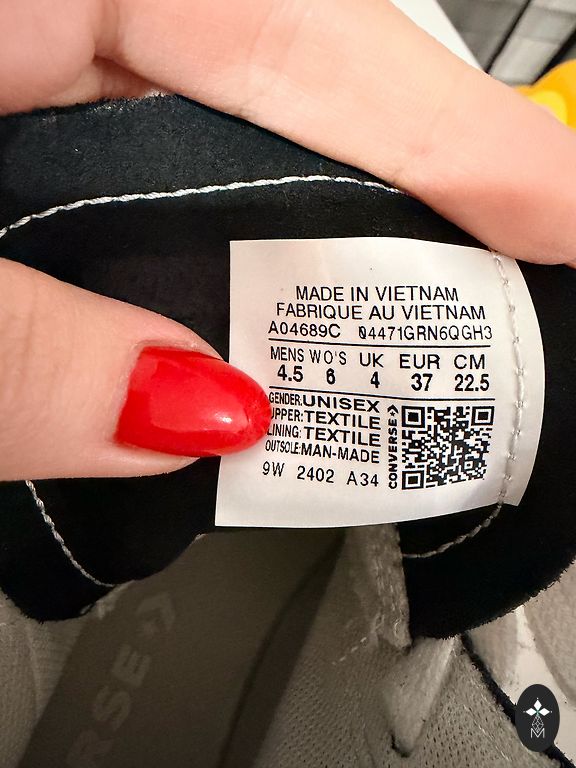 MADE IN VIETNAM
FABRIQUE AU VIETNAM
A04689C 04471GRN6QGH3
MENS WO'S UK EUR CM
4.5 6 4 37 22.5
GENDER:UNISEX
UPPER:TEXTILE
LINING:TEXTILE
OUTSOLE:MAN-MADE
9W 2402 A34
CONVERSE
RSE
M